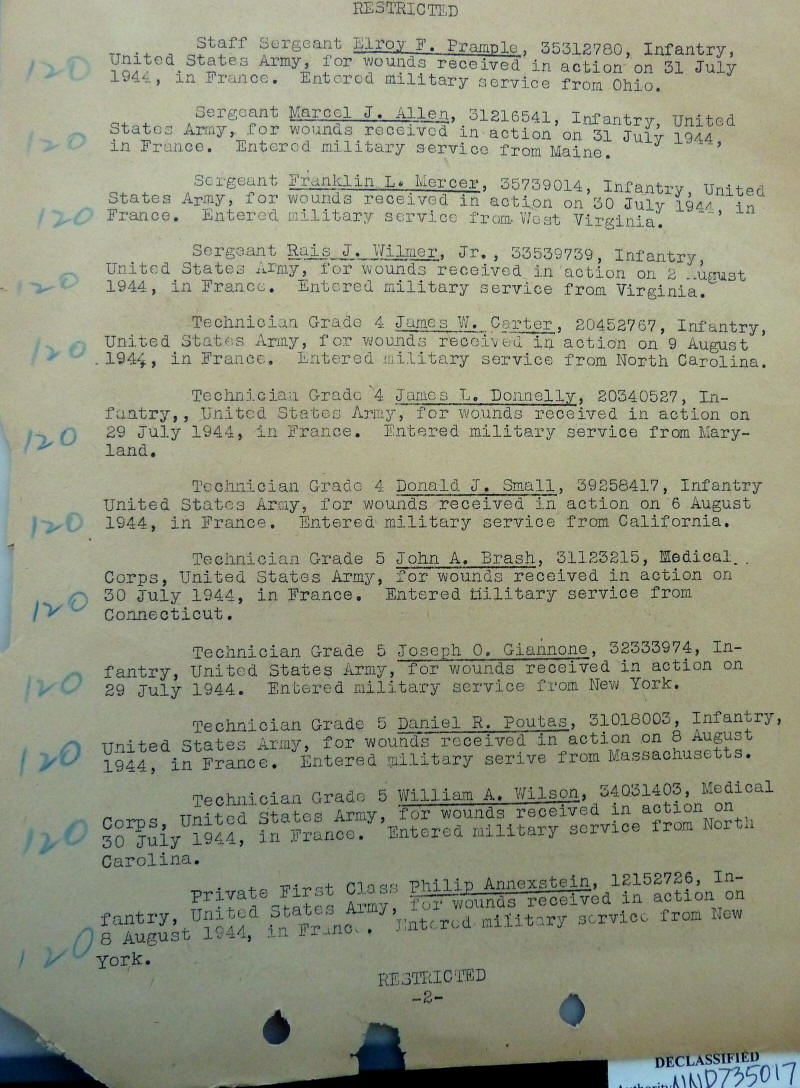 RESTRICTED
Staff Sergeant Elroy F. Prample, 35312780, Infantry,
United States Army, for wounds received in action on 31 July
120
1944, in France. Entered military service from Ohio.
Sergeant Marcel J. Allen, 31216541, Infantry, United
States Army, for wounds received in action on 31 July 1944,
120
in France. Entered military service from Maine.
Sergeant Franklin L. Mercer, 35739014, Infantry, United
States Army, for wounds received in action on 30 July 1944, in
120
France. Entered military service from West Virginia.
Sergeant Rais J. Wilmer, Jr., 33539739, Infantry,
United States Army, for wounds received in action on 2 August
120
1944, in France. Entered military service from Virginia.
Technician Grade 4 James W. Carter, 20452767, Infantry,
United States Army, for wounds received in action on 9 August
120
1944, in France. Entered military service from North Carolina.
Technician Grade 4 James L. Donnelly, 20340527, In-
fantry,, United States Army, for wounds received in action on
29 July 1944, in France. Entered military service from Mary-
120
land.
Technician Grade 4 Donald J. Small, 39258417, Infantry
United States Army, for wounds received in action on 6 August
120
1944, in France. Entered military service from California.
Technician Grade 5 John A. Brash, 31123215, Medical
Corps, United States Army, for wounds received in action on
30 July 1944, in France. Entered military service from
120
Connecticut.
Technician Grade 5 Joseph O. Giannone, 32333974, In-
fantry, United States Army, for wounds received in action on
120
29 July 1944. Entered military service from New York.
Technician Grade 5 Daniel R. Poutas, 31018003, Infantry,
United States Army, for wounds received in action on 8 August
120
1944, in France. Entered military serive from Massachusetts.
Technician Grade 5 William A. Wilson, 34031403, Medical
Corps, United States Army, for wounds received in action on
120
30 July 1944, in France. Entered military service from North
Carolina.
Private First Class Philip Annexstein, 12152726, In-
fantry, United States Army, for wounds received in action on
8 August 1944, in Franc. Entered military service from New
120
York.
RESTRICTED
-2-
DECLASSIFIED
Authority NND735017